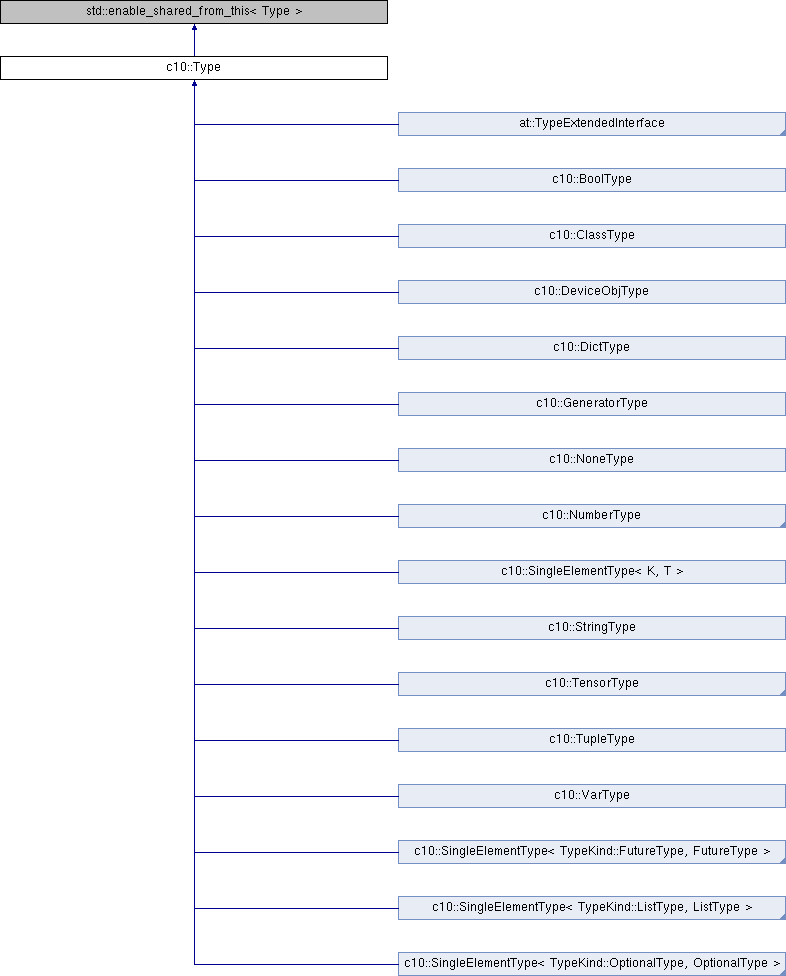 std::enable_shared_from_this< Type >
c10::Type
at::TypeExtendedInterface
c10::BoolType
c10::ClassType
c10::DeviceObjType
c10::DictType
c10::GeneratorType
c10::NoneType
c10::NumberType
c10::SingleElementType< K, T >
c10::StringType
c10::TensorType
c10::TupleType
c10::VarType
c10::SingleElementType< TypeKind::FutureType, FutureType >
c10::SingleElementType< TypeKind::ListType, ListType >
c10::SingleElementType< TypeKind::OptionalType, OptionalType >